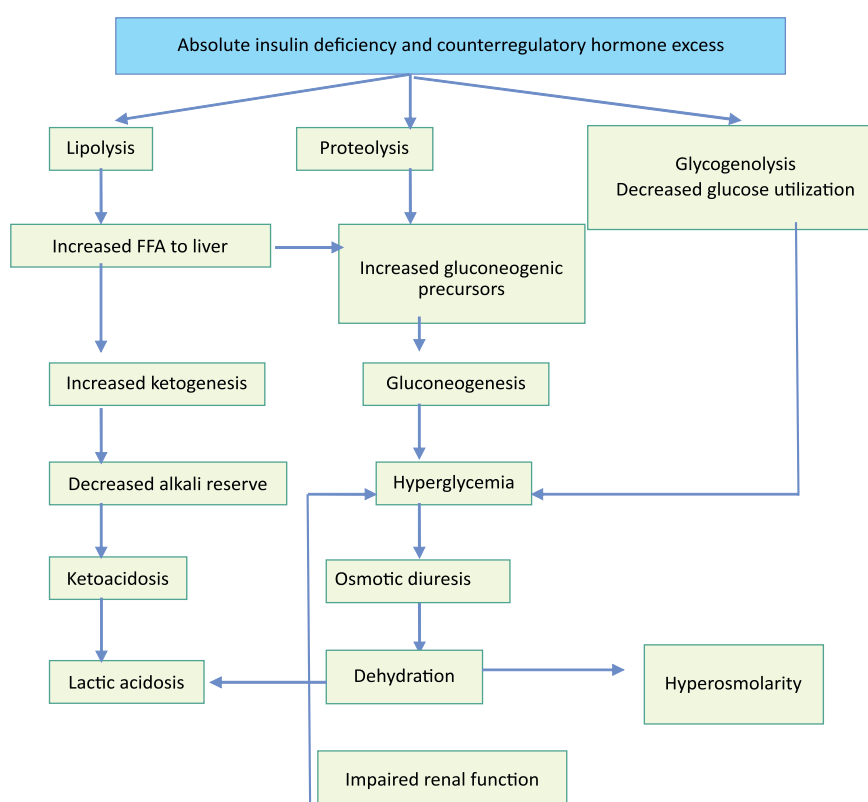 Absolute insulin deficiency and counterregulatory hormone excess
Lipolysis
Proteolysis
Glycogenolysis
Decreased glucose utilization
Increased FFA to liver
Increased gluconeogenic
precursors
Increased ketogenesis
Gluconeogenesis
Decreased alkali reserve
Hyperglycemia
Ketoacidosis
Osmotic diuresis
Lactic acidosis
Dehydration
Hyperosmolarity
Impaired renal function